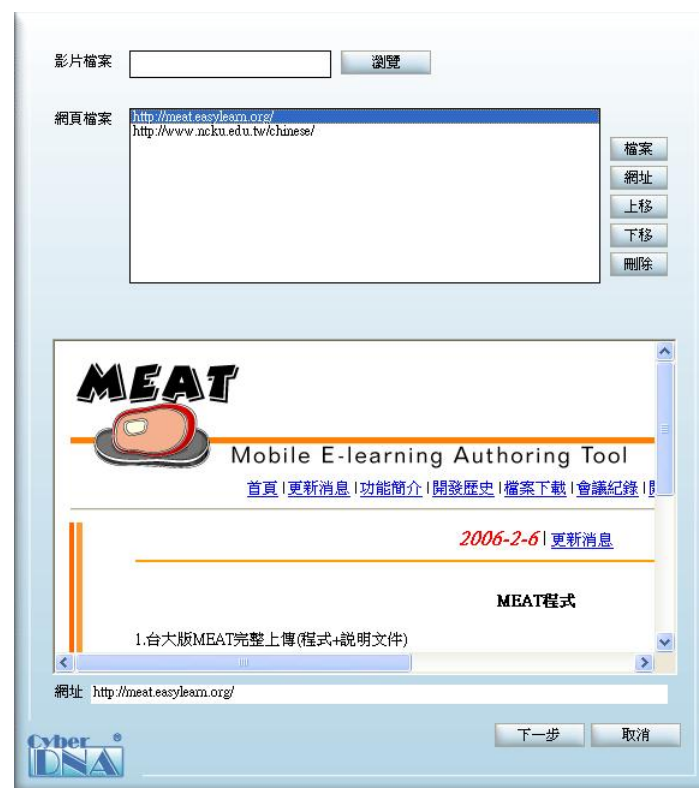 影片檔案 瀏覽
網頁檔案 http://meat.easylearn.org/
http://www.ncku.edu.tw/chinese/
檔案
網址
上移
下移
刪除
MEAT
Mobile E-learning Authoring Tool
首頁 | 更新消息 | 功能簡介 | 開發歷史 | 檔案下載 | 會議紀錄 |
2006-2-6 | 更新消息
MEAT程式
1.台大版MEAT完整上傳(程式+說明文件)
網址 http://meat.easylearn.org/
下一步 取消
Cyber ®
DNA